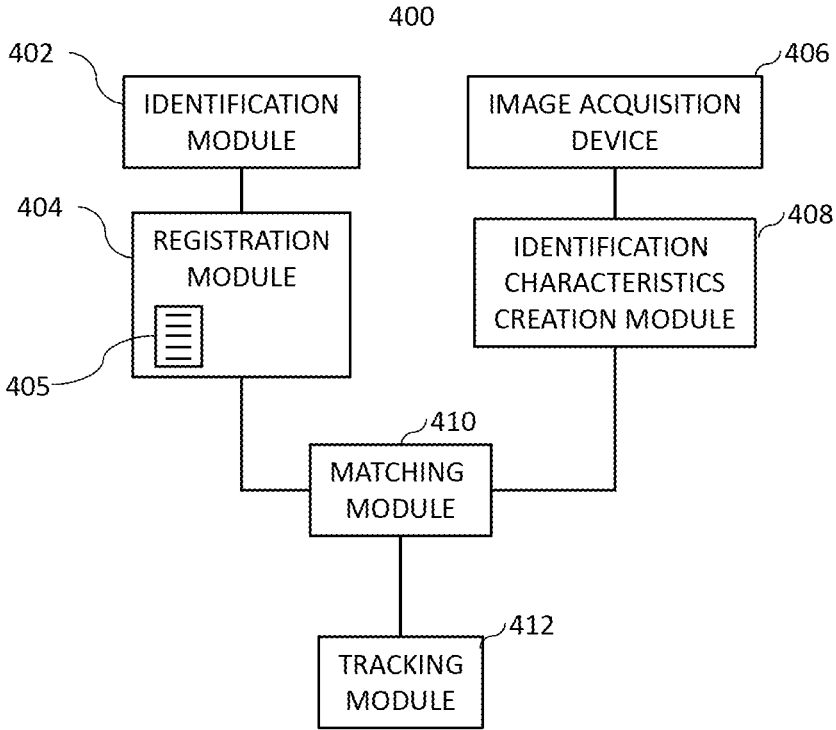 400
402
IDENTIFICATION
MODULE
406
IMAGE ACQUISITION
DEVICE
404
REGISTRATION
MODULE
405
408
IDENTIFICATION
CHARACTERISTICS
CREATION MODULE
410
MATCHING
MODULE
412
TRACKING
MODULE